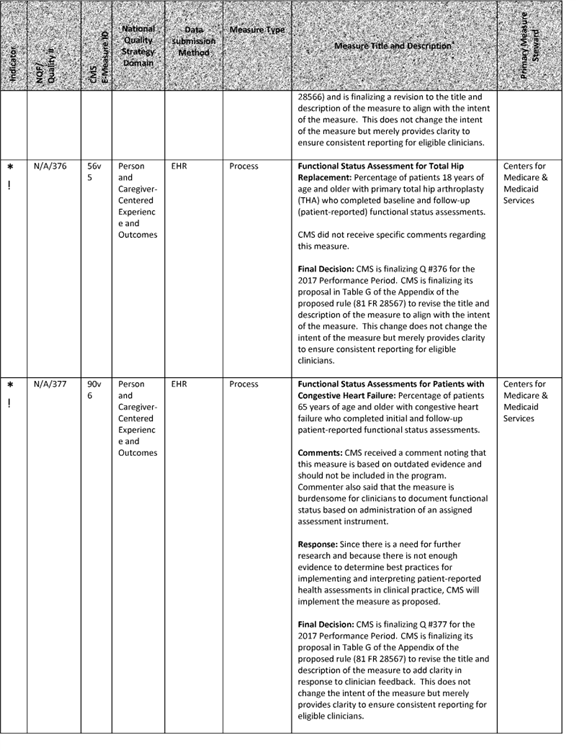 Indicator
NQF/
Quality #
CMS
E-Measure ID
National
Quality
Strategy
Domain
Data
submission
Method
Measure Type
Measure Title and Description*
Primary Measure
Steward
28566) and is finalizing a revision to the title and
description of the measure to align with the intent
of the measure. This does not change the intent
of the measure but merely provides clarity to
ensure consistent reporting for eligible clinicians.
*
!
N/A/376
56v
5
Person
and
Caregiver-
Centered
Experienc
e and
Outcomes
EHR
Process
Functional Status Assessment for Total Hip
Replacement: Percentage of patients 18 years of
age and older with primary total hip arthroplasty
(THA) who completed baseline and follow-up
(patient-reported) functional status assessments.
CMS did not receive specific comments regarding
this measure.
Final Decision: CMS is finalizing Q #376 for the
2017 Performance Period. CMS is finalizing its
proposal in Table G of the Appendix of the
proposed rule (81 FR 28567) to revise the title and
description of the measure to align with the intent
of the measure. This change does not change the
intent of the measure but merely provides clarity
to ensure consistent reporting for eligible
clinicians.
Centers for
Medicare &
Medicaid
Services
*
!
N/A/377
90v
6
Person
and
Caregiver-
Centered
Experienc
e and
Outcomes
EHR
Process
Functional Status Assessments for Patients with
Congestive Heart Failure: Percentage of patients
65 years of age and older with congestive heart
failure who completed initial and follow-up
patient-reported functional status assessments.
Comments: CMS received a comment noting that
this measure is based on outdated evidence and
should not be included in the program.
Commenter also said that the measure is
burdensome for clinicians to document functional
status based on administration of an assigned
assessment instrument.
Response: Since there is a need for further
research and because there is not enough
evidence to determine best practices for
implementing and interpreting patient-reported
health assessments in clinical practice, CMS will
implement the measure as proposed.
Final Decision: CMS is finalizing Q #377 for the
2017 Performance Period. CMS is finalizing its
proposal in Table G of the Appendix of the
proposed rule (81 FR 28567) to revise the title and
description of the measure to add clarity in
response to clinician feedback. This does not
change the intent of the measure but merely
provides clarity to ensure consistent reporting for
eligible clinicians.
Centers for
Medicare &
Medicaid
Services